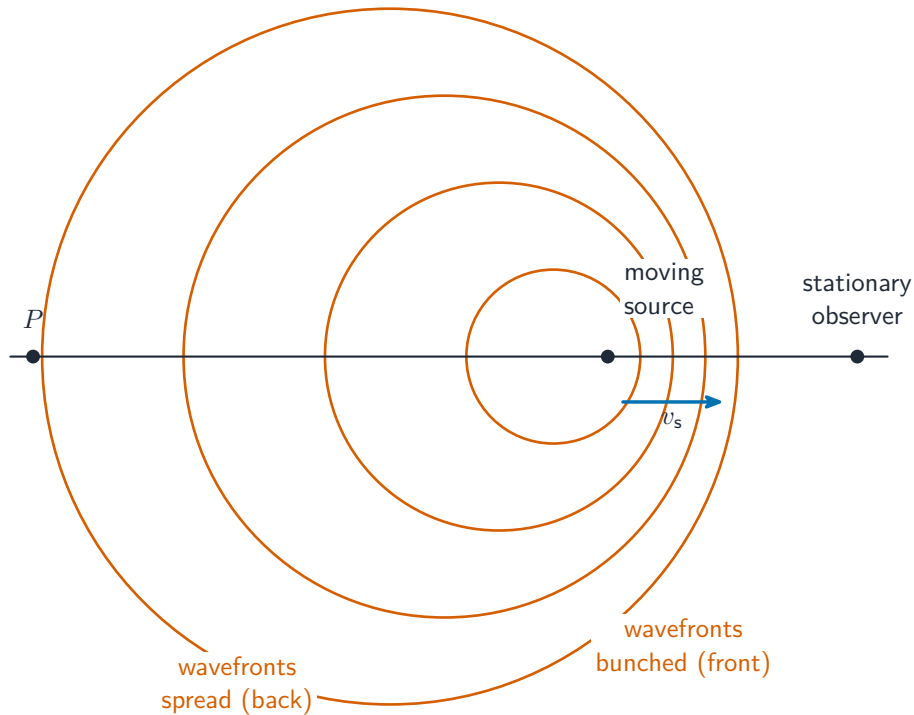 P
moving
source
stationary
observer
v_s
wavefronts
bunched (front)
wavefronts
spread (back)